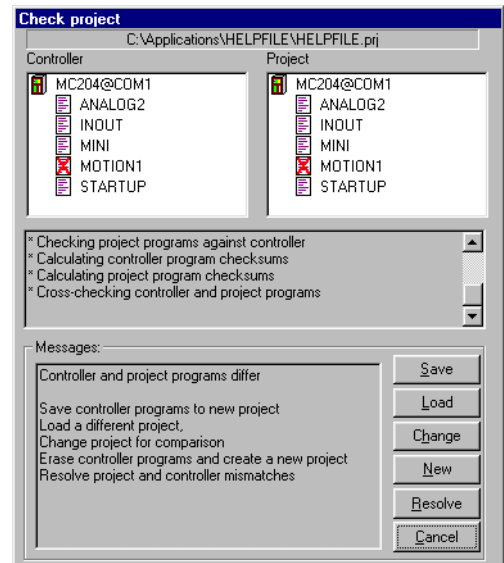 Check project
C:\Applications\HELPFILE\HELPFILE.prj
Controller
Project
MC204@COM1
ANALOG2
INOUT
MINI
MOTION1
STARTUP
MC204@COM1
ANALOG2
INOUT
MINI
MOTION1
STARTUP
* Checking project programs against controller
* Calculating controller program checksums
* Calculating project program checksums
* Cross-checking controller and project programs
Messages:
Controller and project programs differ
Save controller programs to new project
Load a different project,
Change project for comparison
Erase controller programs and create a new project
Resolve project and controller mismatches
Save
Load
Change
New
Resolve
Cancel